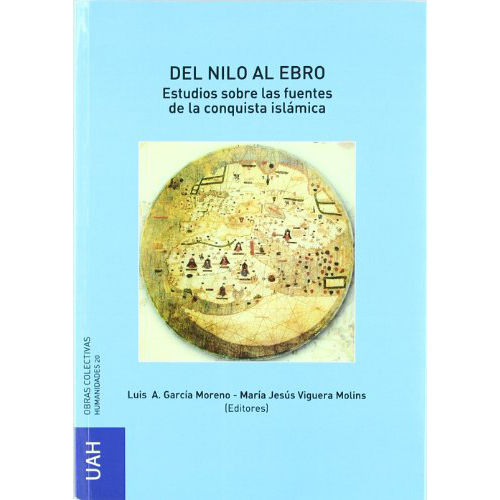 DEL NILO AL EBRO
Estudios sobre las fuentes
de la conquista islámica
Luis A. García Moreno - María Jesús Viguera Molins
(Editores)
OBRAS COLECTIVAS
HUMANIDADES 20
UAH